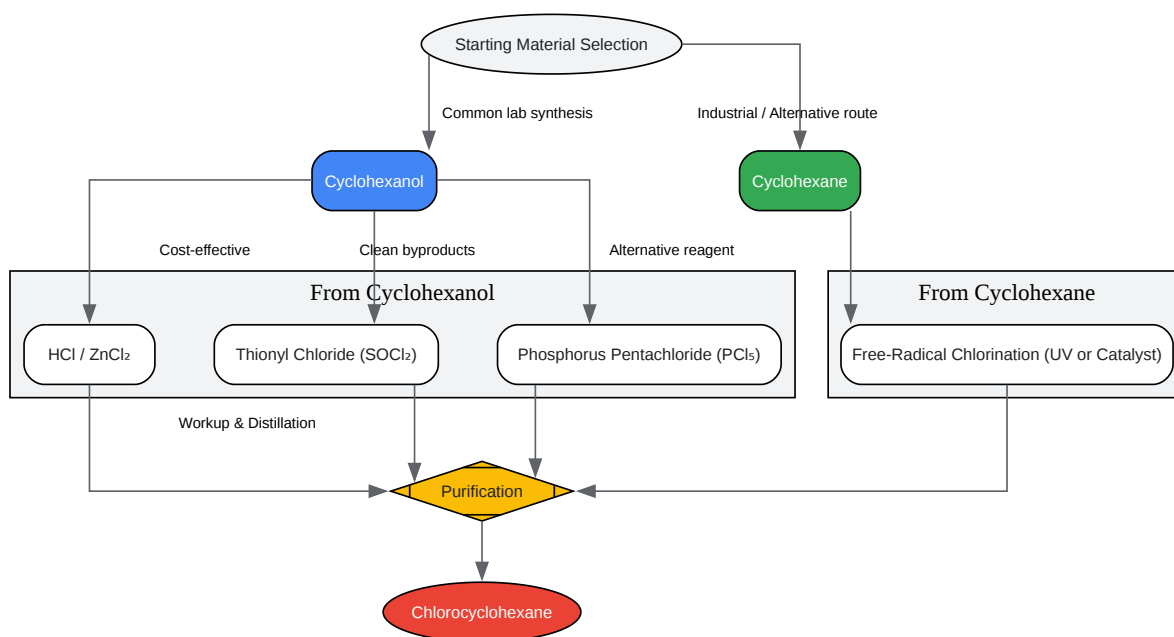 Starting Material Selection
Common lab synthesis
Industrial / Alternative route
Cyclohexanol
Cyclohexane
Cost-effective
Clean byproducts
Alternative reagent
From Cyclohexanol
From Cyclohexane
HCl / ZnCl₂
Thionyl Chloride (SOCl₂)
Phosphorus Pentachloride (PCl₅)
Free-Radical Chlorination (UV or Catalyst)
Workup & Distillation
Purification
Chlorocyclohexane